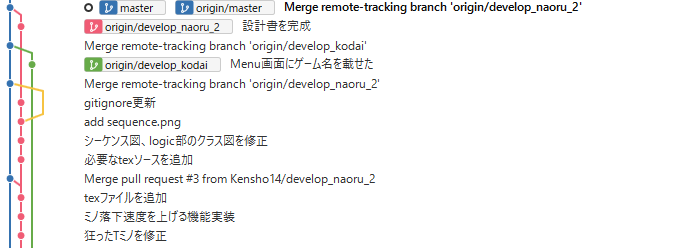 master origin/master Merge remote-tracking branch 'origin/develop_naoru_2'
origin/develop_naoru_2 設計書を完成
Merge remote-tracking branch 'origin/develop_kodai'
origin/develop_kodai Menu画面にゲーム名を載せた
Merge remote-tracking branch 'origin/develop_naoru_2'
gitignore更新
add sequence.png
シーケンス図、logic部のクラス図を修正
必要なtexソースを追加
Merge pull request #3 from Kensho14/develop_naoru_2
texファイルを追加
ミノ落下速度を上げる機能実装
狂ったTミノを修正